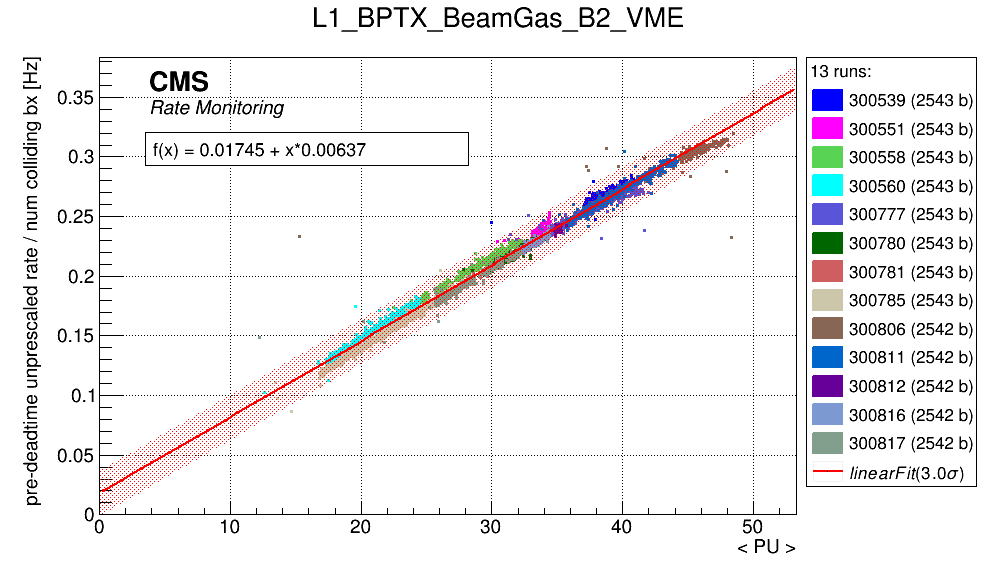 L1_BPTX_BeamGas_B2_VME
pre-deadtime unprescaled rate / num colliding bx [Hz]
CMS
Rate Monitoring
f(x) = 0.01745 + x*0.00637
0.35
0.3
0.25
0.2
0.15
0.1
0.05
0
0 10 20 30 40 50
< PU >
13 runs:
300539 (2543 b)
300551 (2543 b)
300558 (2543 b)
300560 (2543 b)
300777 (2543 b)
300780 (2543 b)
300781 (2543 b)
300785 (2543 b)
300806 (2542 b)
300811 (2542 b)
300812 (2542 b)
300816 (2542 b)
300817 (2542 b)
linearFit(3.0σ)